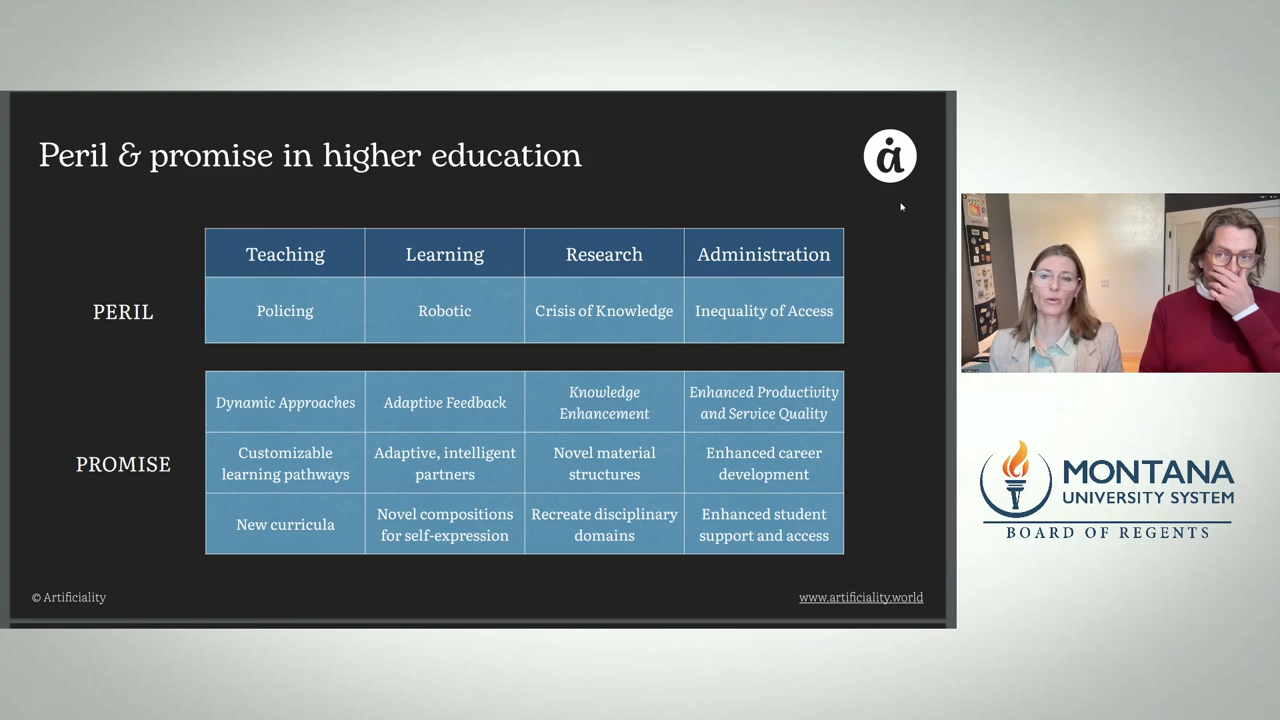 Peril & promise in higher education
ȧ
Teaching
Learning
Research
Administration
PERIL
Policing
Robotic
Crisis of Knowledge
Inequality of Access
PROMISE
Dynamic Approaches
Adaptive Feedback
Knowledge
Enhancement
Enhanced Productivity
and Service Quality
Customizable
learning pathways
Adaptive, intelligent
partners
Novel material
structures
Enhanced career
development
New curricula
Novel compositions
for self-expression
Recreate disciplinary
domains
Enhanced student
support and access
© Artificiality
www.artificiality.world
MONTANA
UNIVERSITY SYSTEM
BOARD OF REGENTS